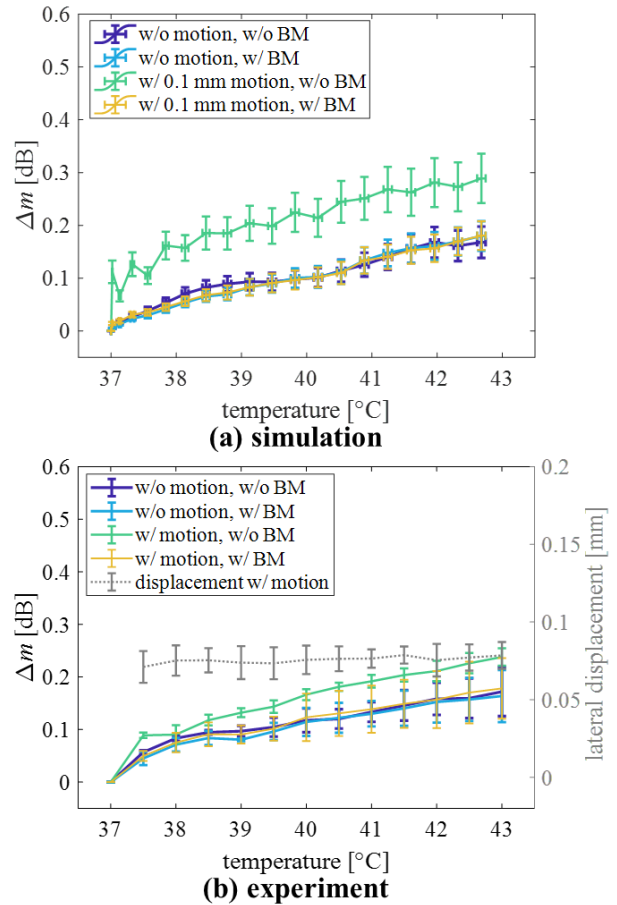 w/o motion, w/o BM
w/o motion, w/ BM
w/ 0.1 mm motion, w/o BM
w/ 0.1 mm motion, w/ BM
0.6
0.5
0.4
0.3
0.2
0.1
0
Δm [dB]
37 38 39 40 41 42 43
temperature [°C]
(a) simulation
w/o motion, w/o BM
w/o motion, w/ BM
w/ motion, w/o BM
w/ motion, w/ BM
displacement w/ motion
0.6
0.5
0.4
0.3
0.2
0.1
0
Δm [dB]
0.2
0.15
0.1
0.05
0
lateral displacement [mm]
37 38 39 40 41 42 43
temperature [°C]
(b) experiment